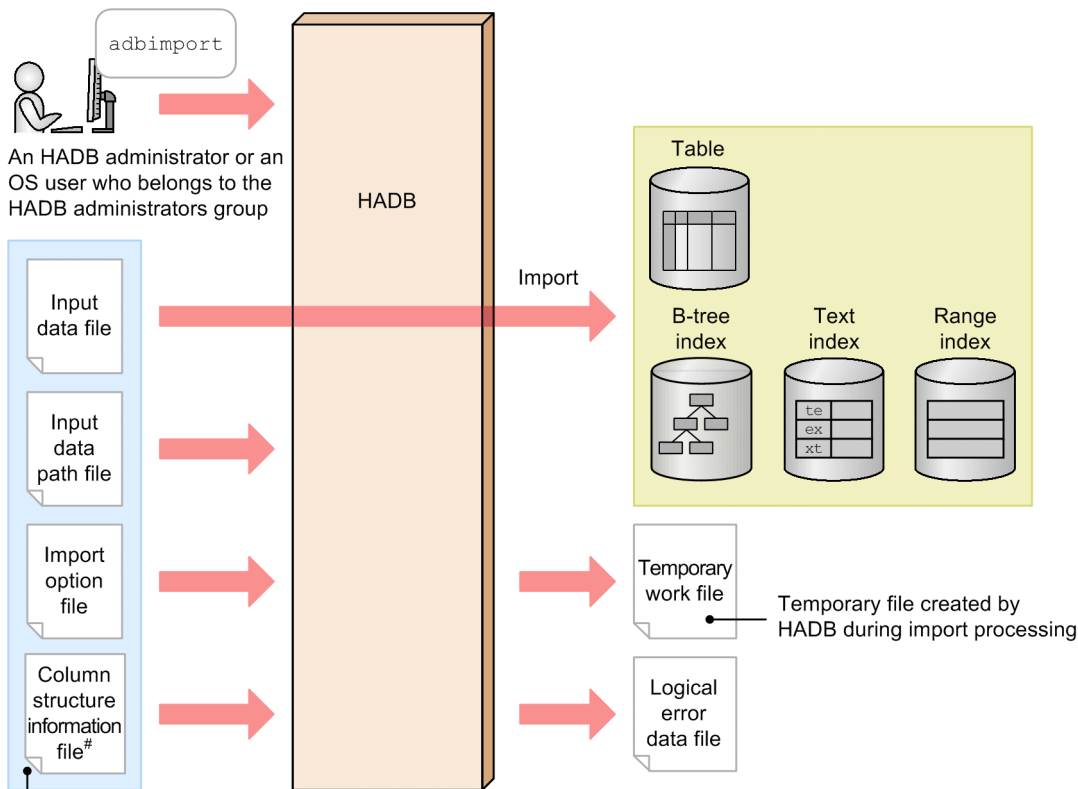 adbimport
An HADB administrator or an
OS user who belongs to the
HADB administrators group
HADB
Input
data file
Input
data
path file
Import
option
file
Column
structure
information
file#
Import
Table
B-tree
index
Text
index
te
ex
xt
Range
index
Temporary
work file
Temporary file created by
HADB during import processing
Logical
error
data file